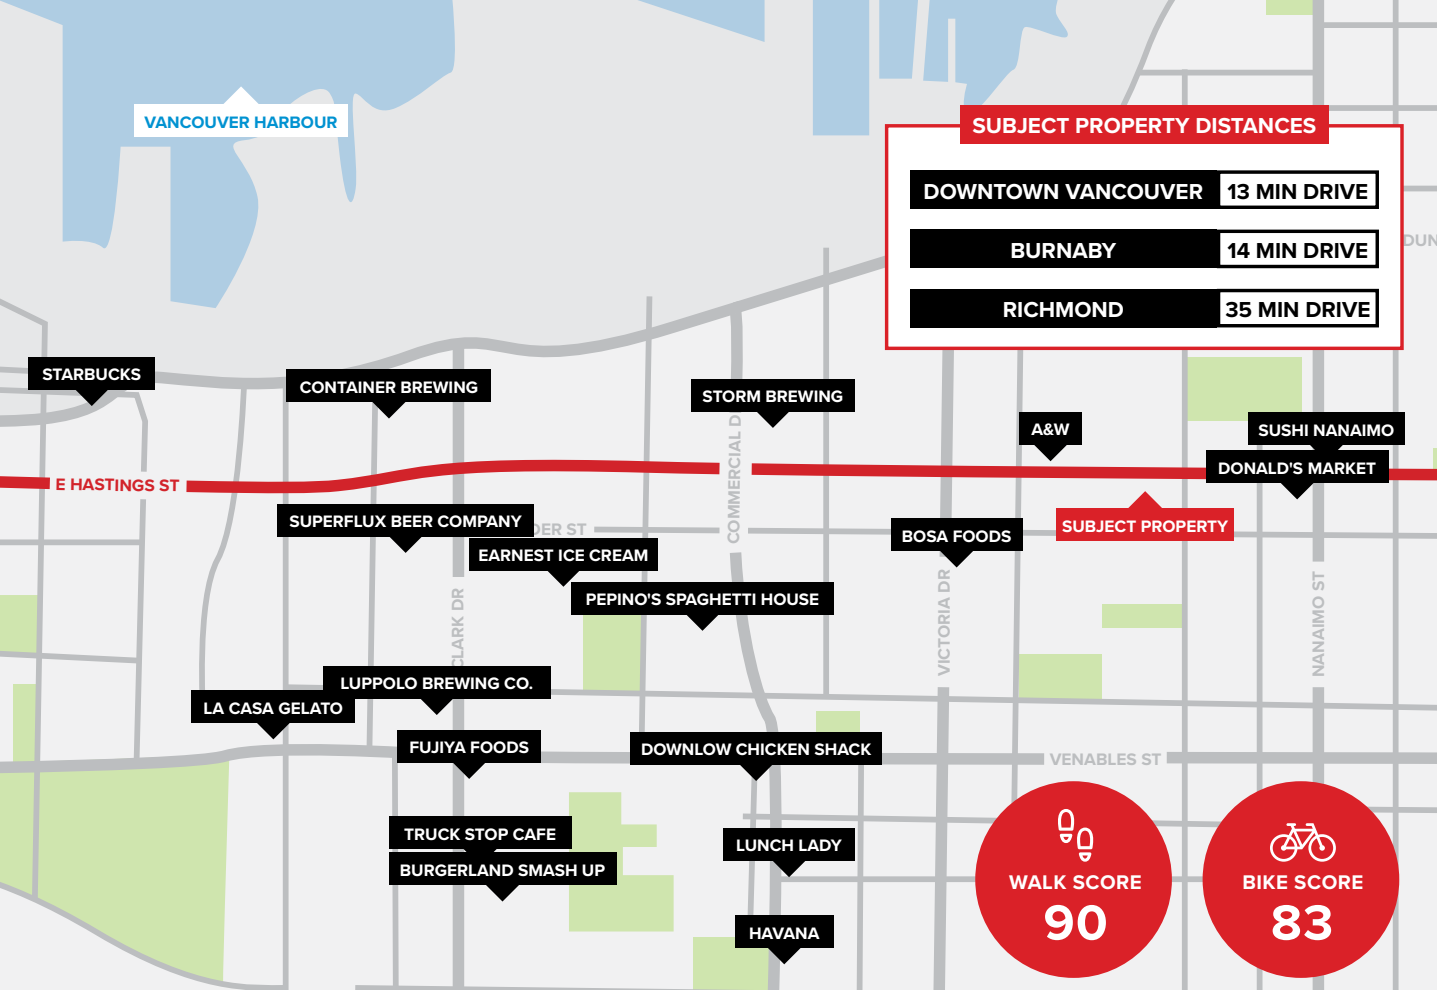 VANCOUVER HARBOUR
SUBJECT PROPERTY DISTANCES
DOWNTOWN VANCOUVER 13 MIN DRIVE
BURNABY 14 MIN DRIVE
RICHMOND 35 MIN DRIVE
STARBUCKS
CONTAINER BREWING
STORM BREWING
A&W
SUSHI NANAIMO
DONALD'S MARKET
E HASTINGS ST
COMMERCIAL D
SUPERFLUX BEER COMPANY
DER ST
EARNEST ICE CREAM
BOSA FOODS
SUBJECT PROPERTY
PEPINO'S SPAGHETTI HOUSE
CLARK DR
VICTORIA DR
NANAIMO ST
LUPPOLO BREWING CO.
LA CASA GELATO
FUJIYA FOODS
DOWNLOW CHICKEN SHACK
VENABLES ST
TRUCK STOP CAFE
BURGERLAND SMASH UP
LUNCH LADY
HAVANA
WALK SCORE
90
BIKE SCORE
83